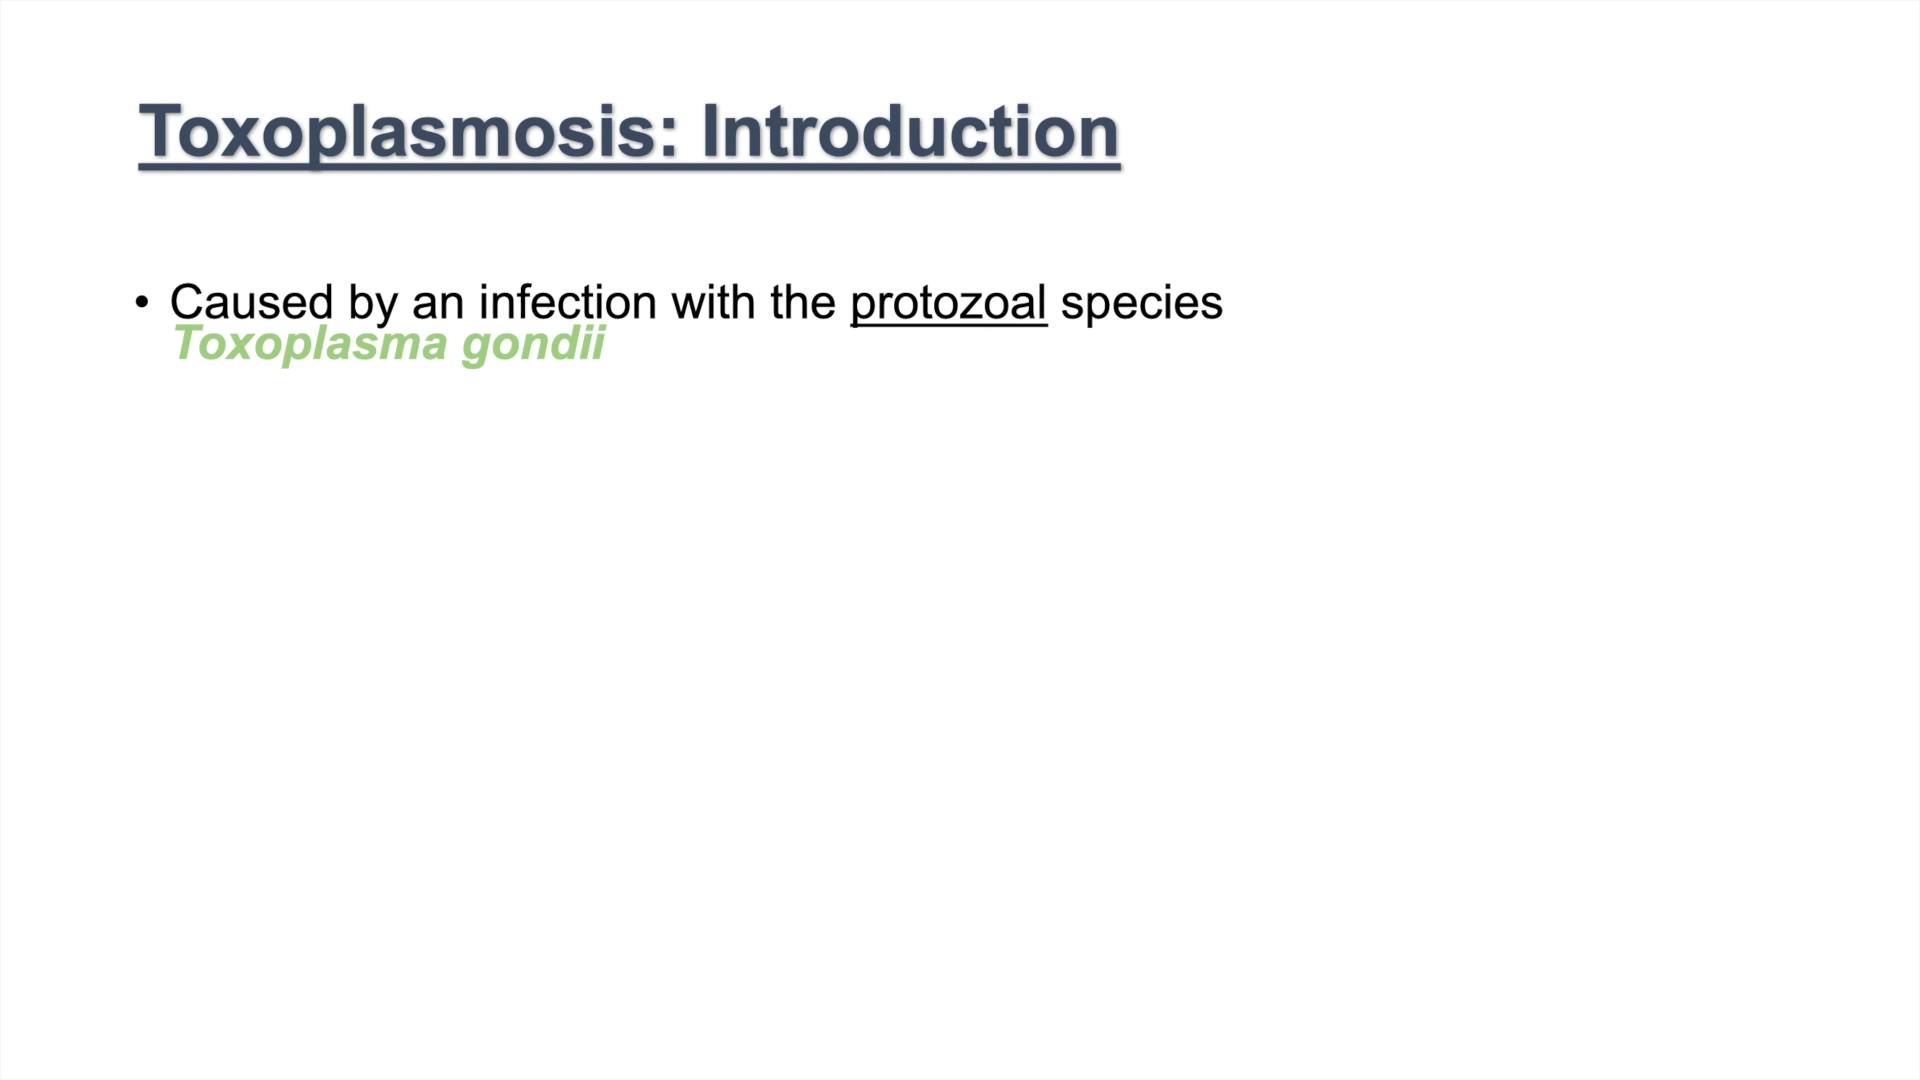 Toxoplasmosis: Introduction
• Caused by an infection with the protozoal species
Toxoplasma gondii